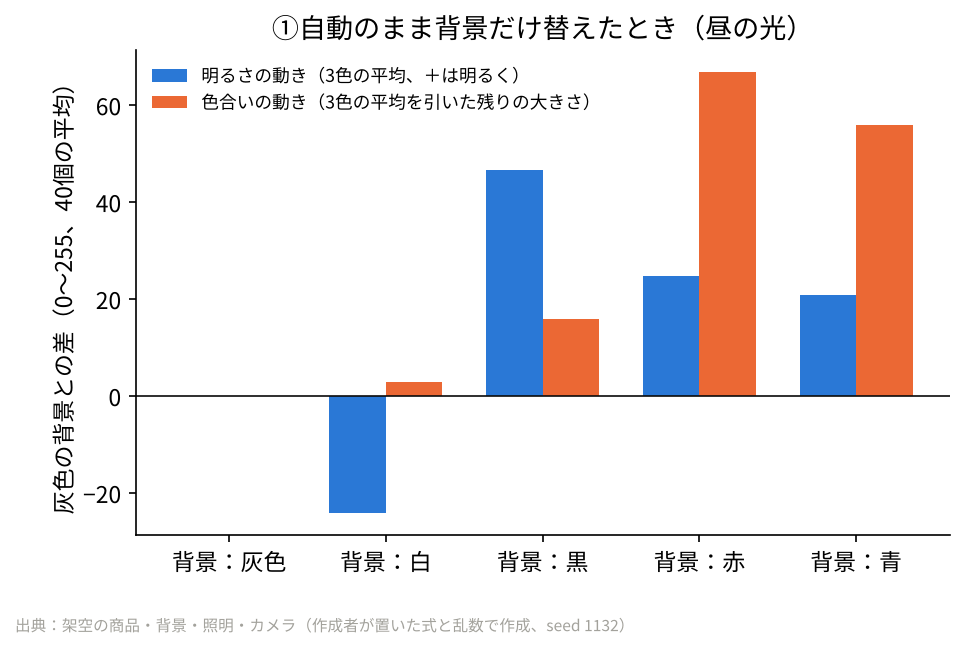 ①自動のまま背景だけ替えたとき（昼の光）
明るさの動き（3色の平均、＋は明るく）
色合いの動き（3色の平均を引いた残りの大きさ）
灰色の背景との差（0〜255、40個の平均）
60
40
20
0
−20
背景：灰色
背景：白
背景：黒
背景：赤
背景：青
出典：架空の商品・背景・照明・カメラ（作成者が置いた式と乱数で作成、seed 1132）